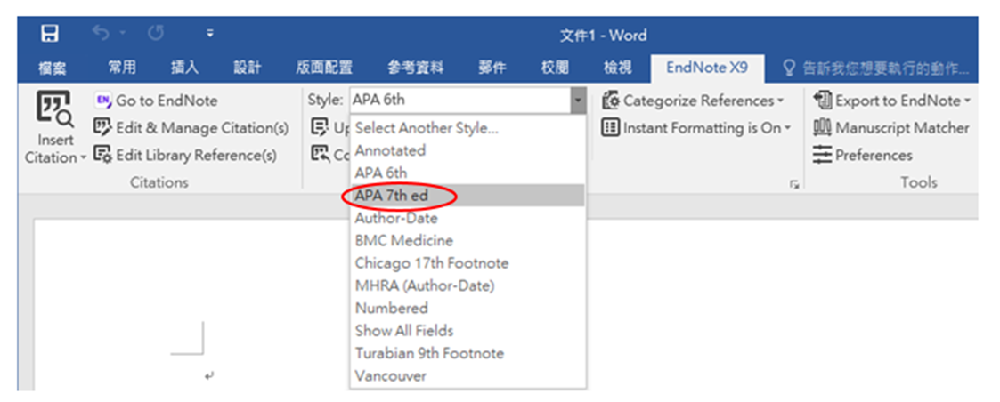 文件1 - Word
檔案 常用 插入 設計 版面配置 參考資料 郵件 校閱 檢視 EndNote X9 告訴我您想要執行的動作...
Insert Citation
Go to EndNote
Edit & Manage Citation(s)
Edit Library Reference(s)
Citations
Style: APA 6th
Select Another Style...
Annotated
APA 6th
APA 7th ed
Author-Date
BMC Medicine
Chicago 17th Footnote
MHRA (Author-Date)
Numbered
Show All Fields
Turabian 9th Footnote
Vancouver
Up
Co
Categorize References
Instant Formatting is On
Export to EndNote
Manuscript Matcher
Preferences
Tools